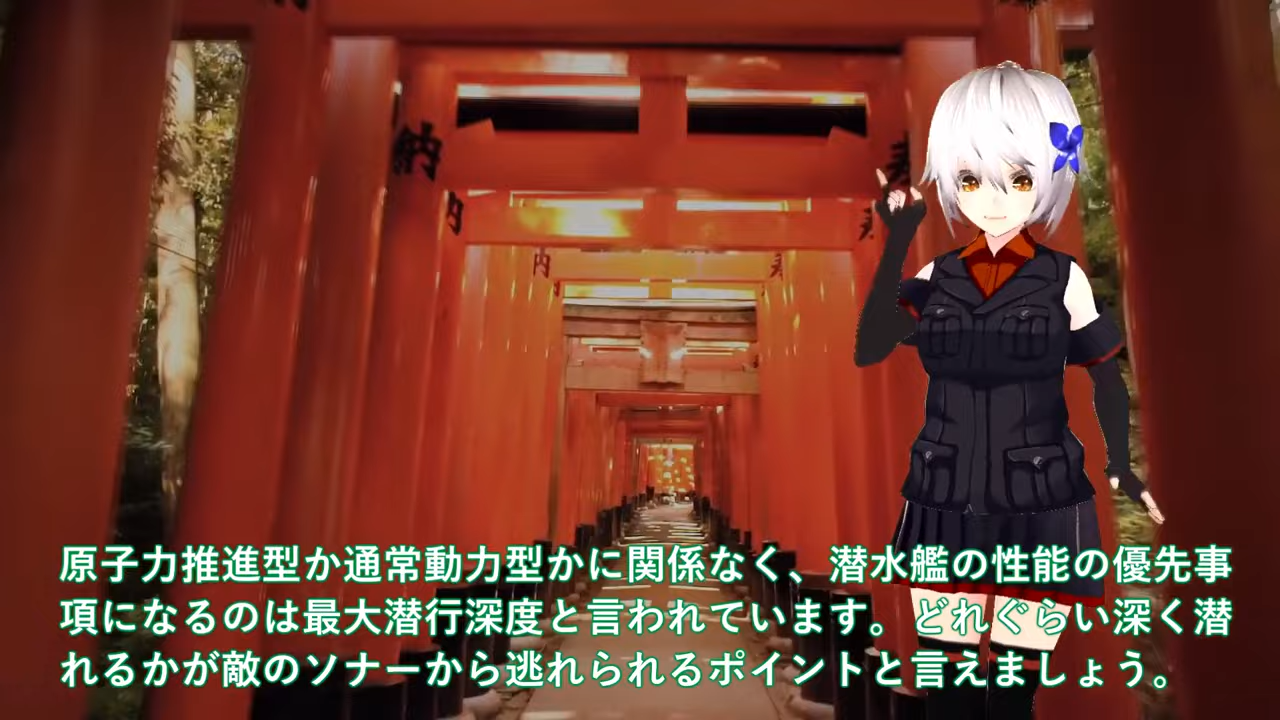 納
内
内
原子力推進型か通常動力型かに関係なく、潜水艦の性能の優先事
項になるのは最大潜行深度と言われています。どれぐらい深く潜
れるかが敵のソナーから逃れられるポイントと言えましょう。